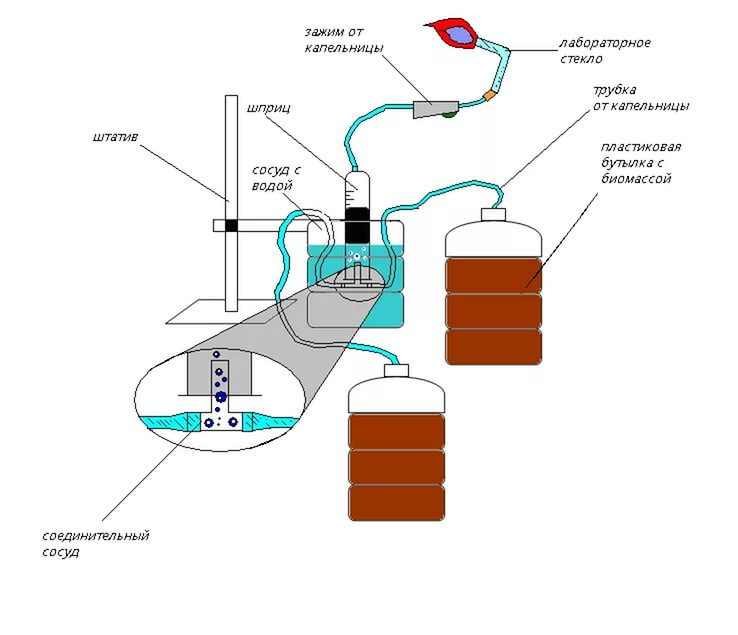 зажим от
капельницы
лабораторное
стекло
трубка
от капельницы
шприц
штатив
пластиковая
бутылка с
биомассой
сосуд с
водой
соединительный
сосуд